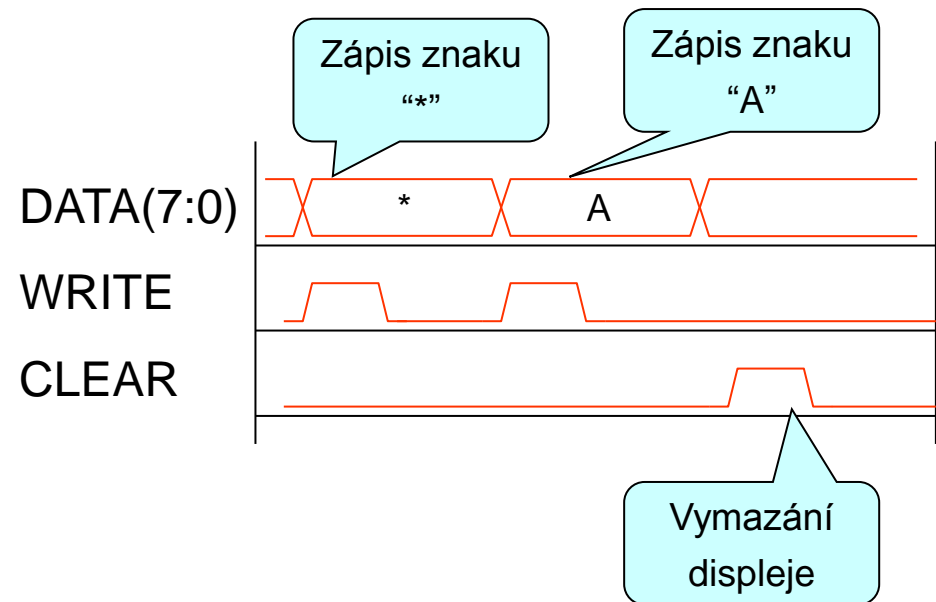 Zápis znaku
“*”
Zápis znaku
“A”
DATA(7:0)
*
A
WRITE
CLEAR
Vymazání
displeje